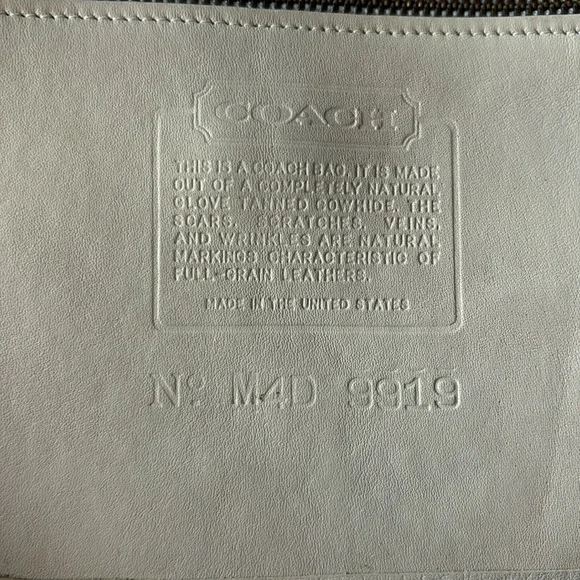 COACH
THIS IS A COACH BAG. IT IS MADE
OUT OF A COMPLETELY NATURAL
GLOVE TANNED COWHIDE. THE
SCARS, SCRATCHES, VEINS,
AND WRINKLES ARE NATURAL
MARKINGS CHARACTERISTIC OF
FULL-GRAIN LEATHERS.
MADE IN THE UNITED STATES
No M4D 9919